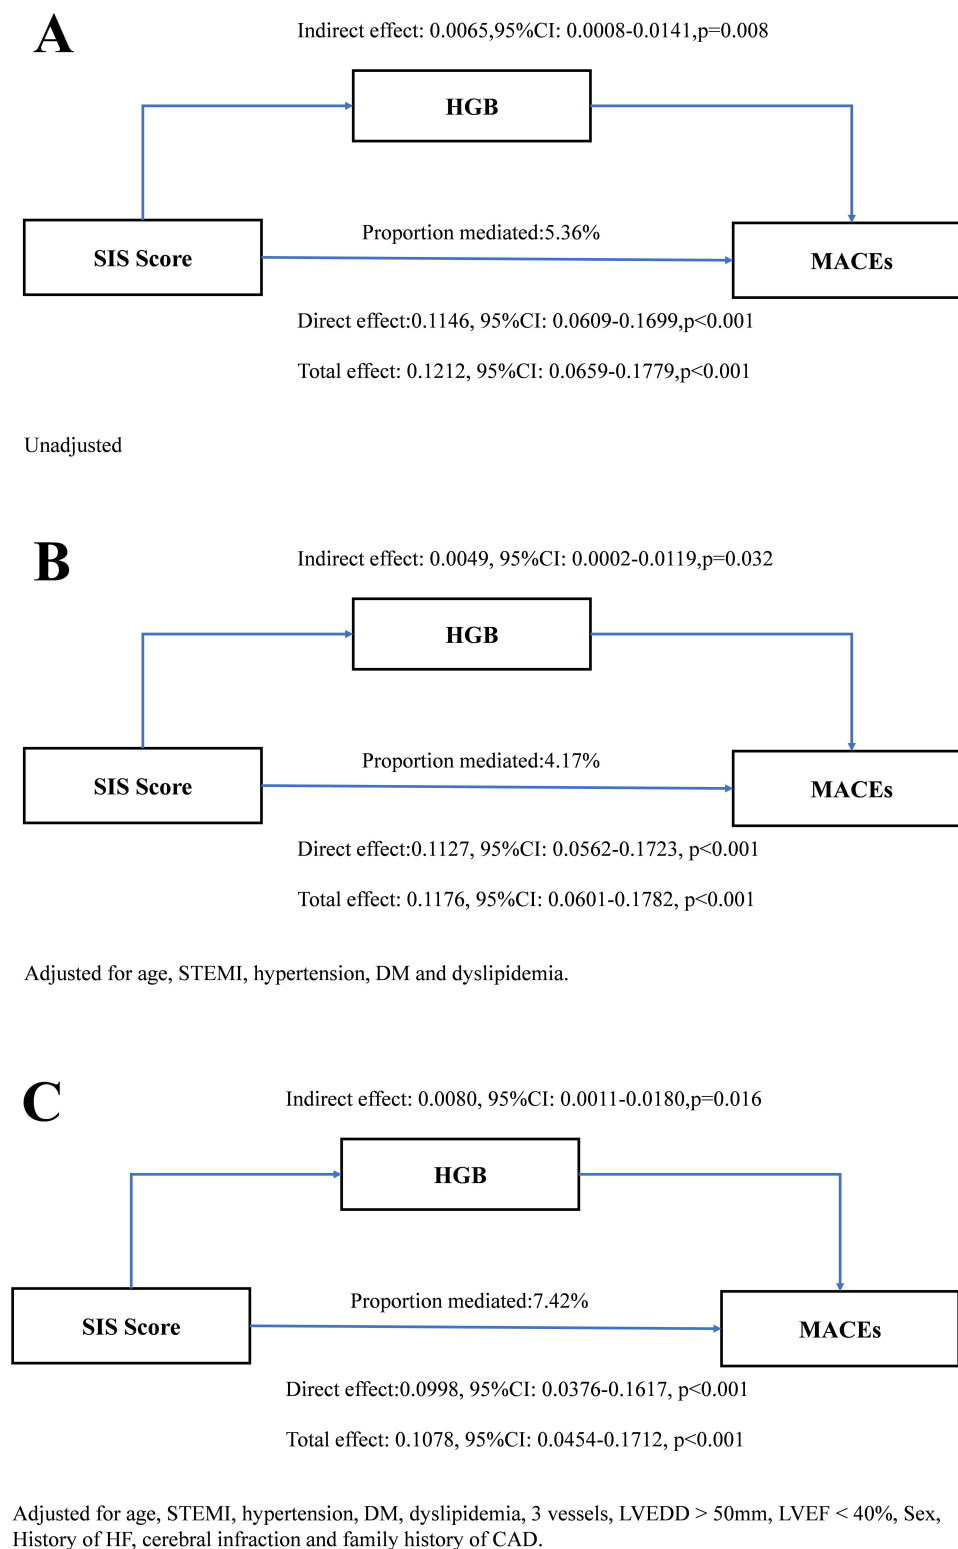 A
Indirect effect: 0.0065,95%CI: 0.0008-0.0141,p=0.008
HGB
Proportion mediated:5.36%
SIS Score
MACEs
Direct effect:0.1146, 95%CI: 0.0609-0.1699,p<0.001
Total effect: 0.1212, 95%CI: 0.0659-0.1779,p<0.001
Unadjusted
B
Indirect effect: 0.0049, 95%CI: 0.0002-0.0119,p=0.032
HGB
Proportion mediated:4.17%
SIS Score
MACEs
Direct effect:0.1127, 95%CI: 0.0562-0.1723, p<0.001
Total effect: 0.1176, 95%CI: 0.0601-0.1782, p<0.001
Adjusted for age, STEMI, hypertension, DM and dyslipidemia.
C
Indirect effect: 0.0080, 95%CI: 0.0011-0.0180,p=0.016
HGB
Proportion mediated:7.42%
SIS Score
MACEs
Direct effect:0.0998, 95%CI: 0.0376-0.1617, p<0.001
Total effect: 0.1078, 95%CI: 0.0454-0.1712, p<0.001
Adjusted for age, STEMI, hypertension, DM, dyslipidemia, 3 vessels, LVEDD > 50mm, LVEF < 40%, Sex,
History of HF, cerebral infraction and family history of CAD.